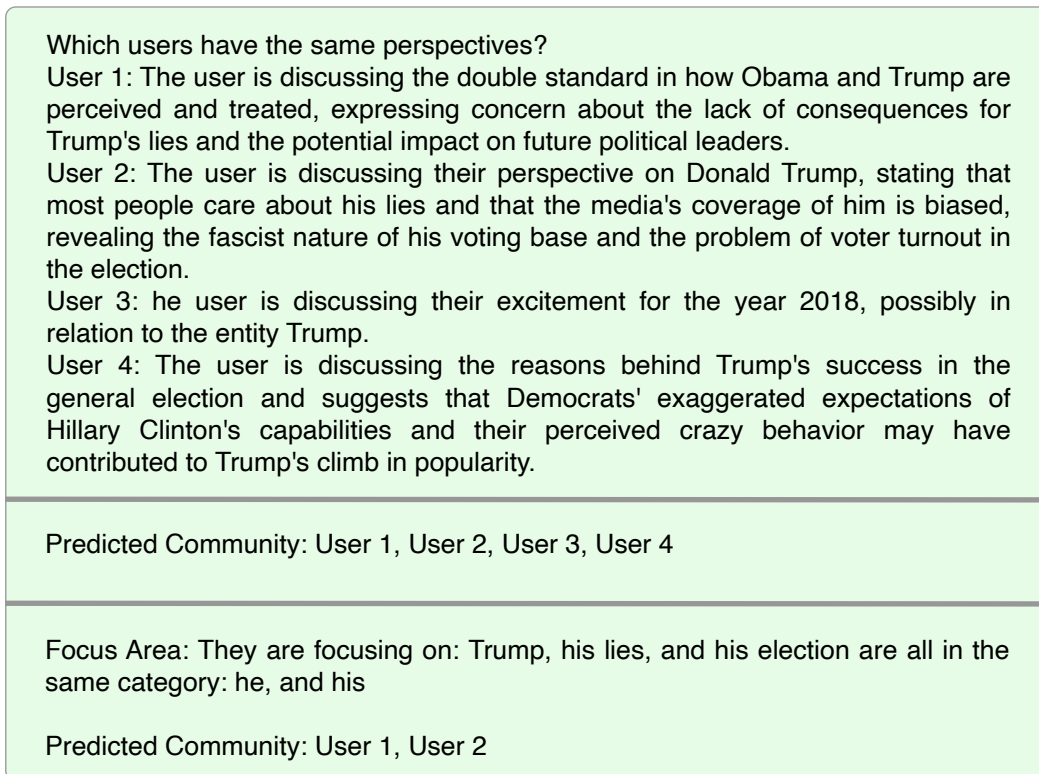 Which users have the same perspectives?
User 1: The user is discussing the double standard in how Obama and Trump are
perceived and treated, expressing concern about the lack of consequences for
Trump's lies and the potential impact on future political leaders.
User 2: The user is discussing their perspective on Donald Trump, stating that
most people care about his lies and that the media's coverage of him is biased,
revealing the fascist nature of his voting base and the problem of voter turnout in
the election.
User 3: he user is discussing their excitement for the year 2018, possibly in
relation to the entity Trump.
User 4: The user is discussing the reasons behind Trump's success in the
general election and suggests that Democrats' exaggerated expectations of
Hillary Clinton's capabilities and their perceived crazy behavior may have
contributed to Trump's climb in popularity.
Predicted Community: User 1, User 2, User 3, User 4
Focus Area: They are focusing on: Trump, his lies, and his election are all in the
same category: he, and his
Predicted Community: User 1, User 2